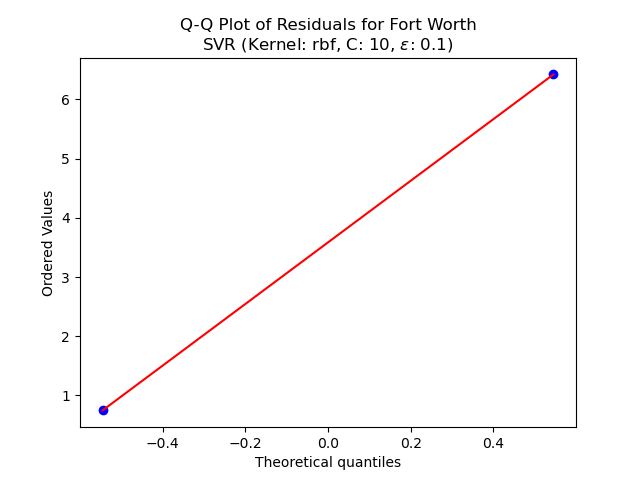 Q-Q Plot of Residuals for Fort Worth
SVR (Kernel: rbf, C: 10, ε: 0.1)
Ordered Values
6
5
4
3
2
1
−0.4
−0.2
0.0
0.2
0.4
Theoretical quantiles